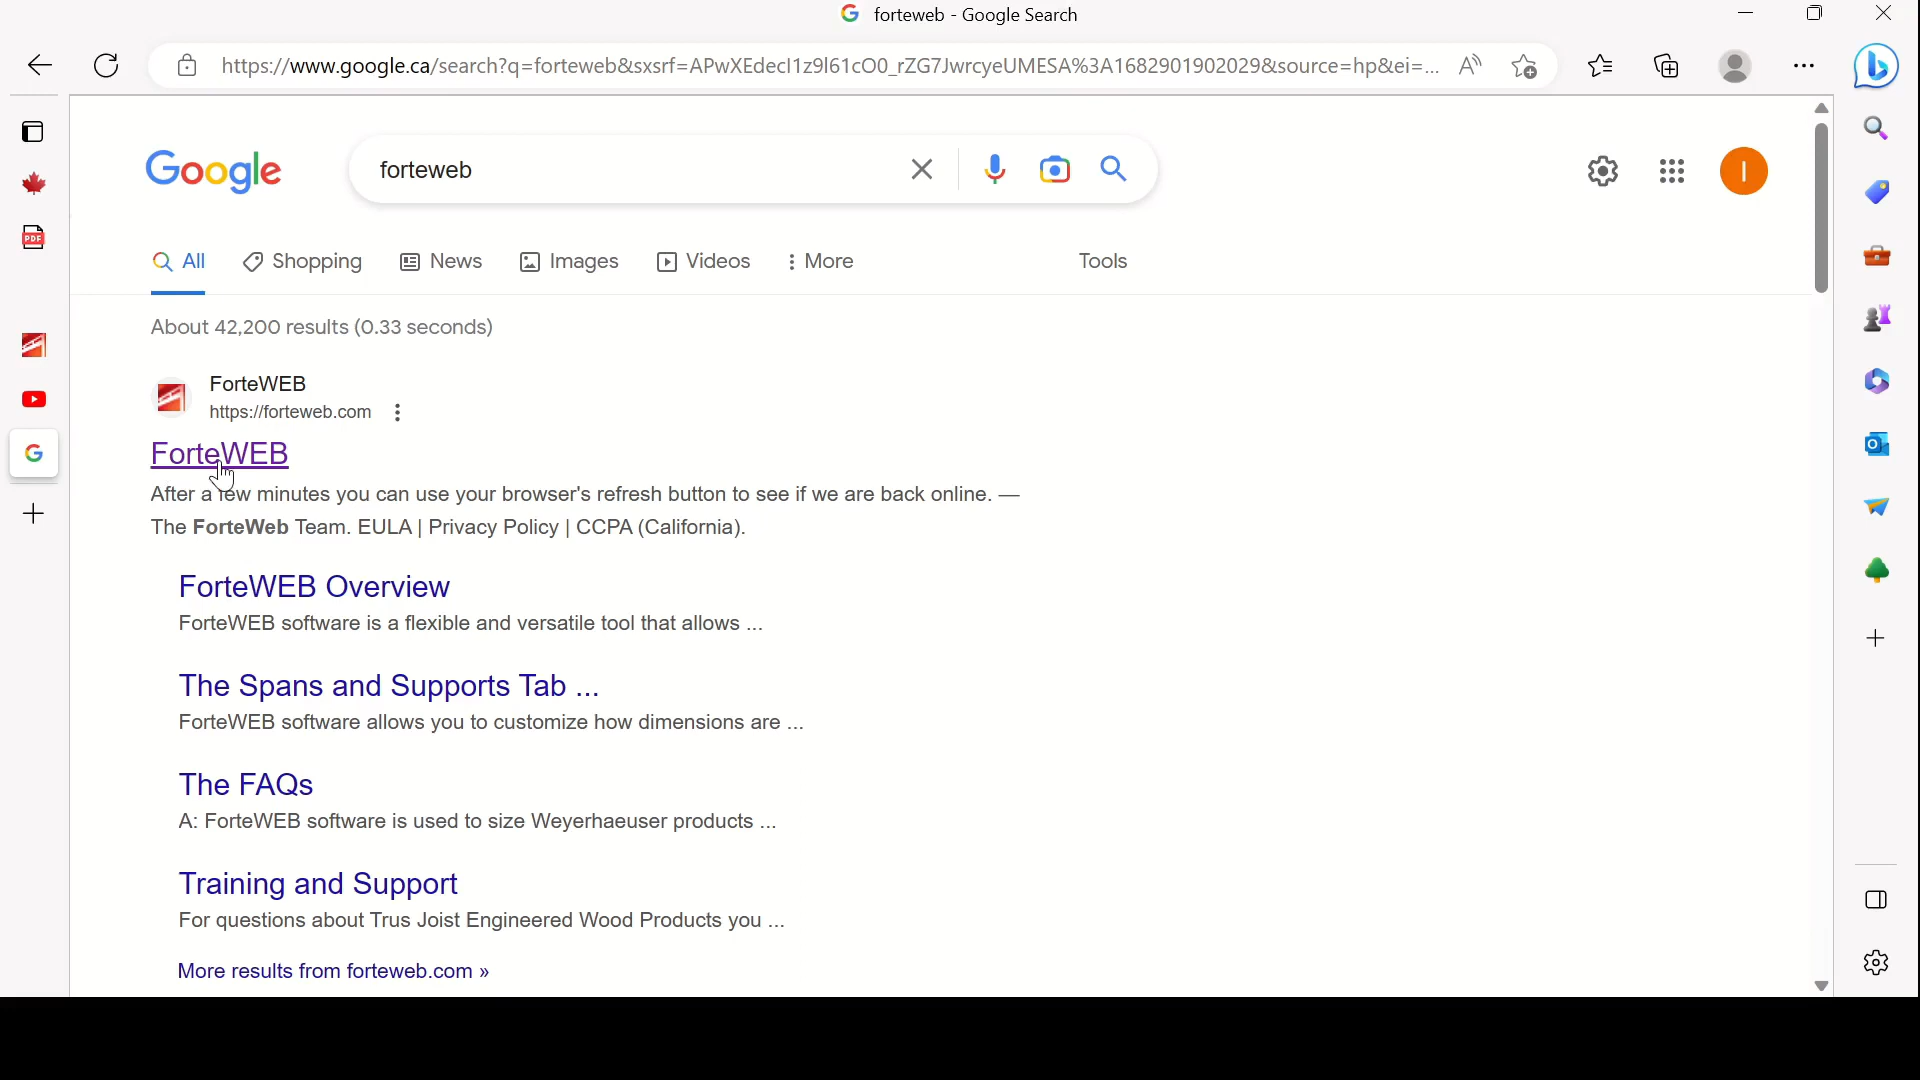 forteweb - Google Search
https://www.google.ca/search?q=forteweb&sxsrf=APwXEdecl1z9l61cO0_rZG7JwrcyeUMESA%3A1682901902029&source=hp&ei=...
Google
forteweb
I
All
Shopping
News
Images
Videos
More
Tools
About 42,200 results (0.33 seconds)
ForteWEB
https://forteweb.com
ForteWEB
After a few minutes you can use your browser's refresh button to see if we are back online. —
The ForteWeb Team. EULA | Privacy Policy | CCPA (California).
ForteWEB Overview
ForteWEB software is a flexible and versatile tool that allows ...
The Spans and Supports Tab ...
ForteWEB software allows you to customize how dimensions are ...
The FAQs
A: ForteWEB software is used to size Weyerhaeuser products ...
Training and Support
For questions about Trus Joist Engineered Wood Products you ...
More results from forteweb.com »
PDF